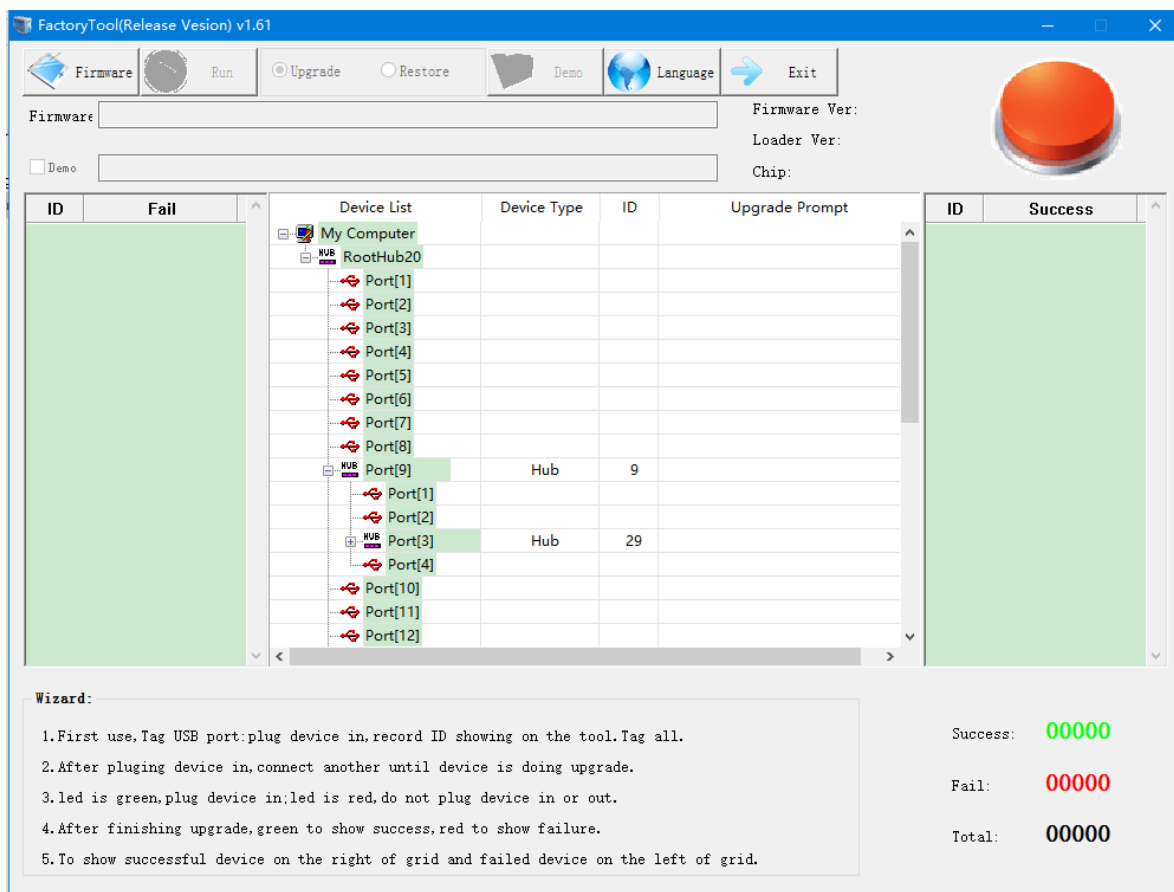 FactoryTool(Release Vesion) v1.61
Firmware Run Upgrade Restore Demo Language Exit
Firmware
Firmware Ver:
Loader Ver:
Demo
Chip:
ID Fail Device List Device Type ID Upgrade Prompt ID Success
My Computer
HUB RootHub20
Port[1]
Port[2]
Port[3]
Port[4]
Port[5]
Port[6]
Port[7]
Port[8]
HUB Port[9] Hub 9
Port[1]
Port[2]
HUB Port[3] Hub 29
Port[4]
Port[10]
Port[11]
Port[12]
Wizard:
1.First use,Tag USB port:plug device in,record ID showing on the tool.Tag all.
2.After pluging device in,connect another until device is doing upgrade.
3.led is green,plug device in;led is red,do not plug device in or out.
4.After finishing upgrade,green to show success,red to show failure.
5.To show successful device on the right of grid and failed device on the left of grid.
Success: 00000
Fail: 00000
Total: 00000